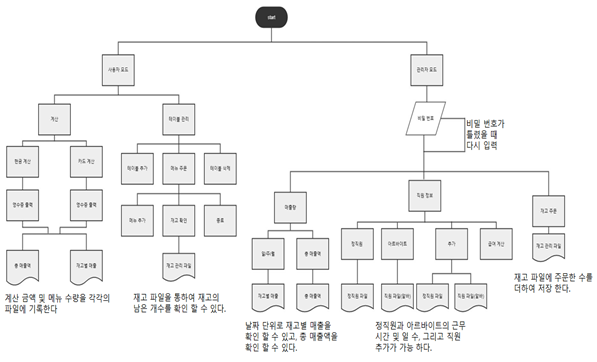 start
사용자 모드
관리자 모드
계산
테이블 관리
비밀 번호
비밀 번호가
틀렸을 때
다시 입력
현금 계산
카드 계산
테이블 추가
메뉴 주문
테이블 삭제
영수증 출력
영수증 출력
매출량
직원 정보
재고 주문
메뉴 추가
재고 확인
종료
일/주/월
총 매출액
정직원
아르바이트
추가
급여 계산
재고 관리 파일
총 매출액
재고별 매출
재고 관리 파일
재고별 매출
총 매출액
정직원 파일
직원 파일(알바)
정직원 파일
직원 파일(알바)
계산 금액 및 메뉴 수량을 각각의
파일에 기록한다
재고 파일을 통하여 재고의
남은 개수를 확인 할 수 있다.
날짜 단위로 재고별 매출을
확인 할 수 있고, 총 매출액을
확인 할 수 있다.
정직원과 아르바이트의 근무
시간 및 일 수, 그리고 직원
추가가 가능 하다.
재고 파일에 주문한 수를
더하여 저장 한다.